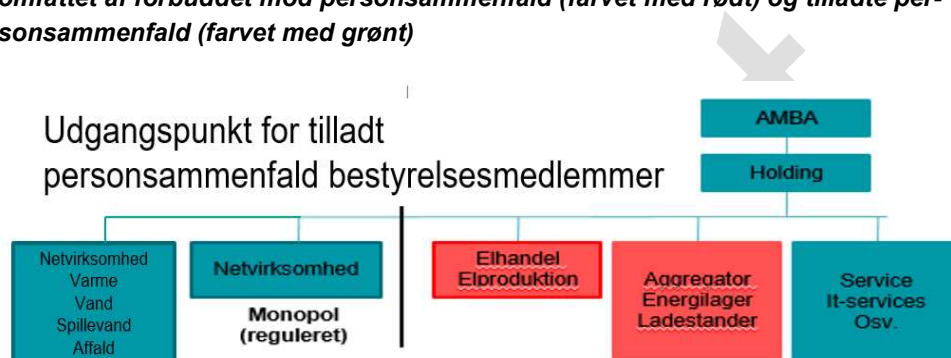 omfattet af forbuddet mod personsammenfald (farvet med rødt) og tilladte per-
sonsammenfald (farvet med grønt)
Udgangspunkt for tilladt
personsammenfald bestyrelsesmedlemmer
AMBA
Holding
Netvirksomhed
Varme
Vand
Spillevand
Affald
Netvirksomhed
Monopol
(reguleret)
Elhandel
Elproduktion
Aggregator
Energilager
Ladestander
Service
It-services
Osv.